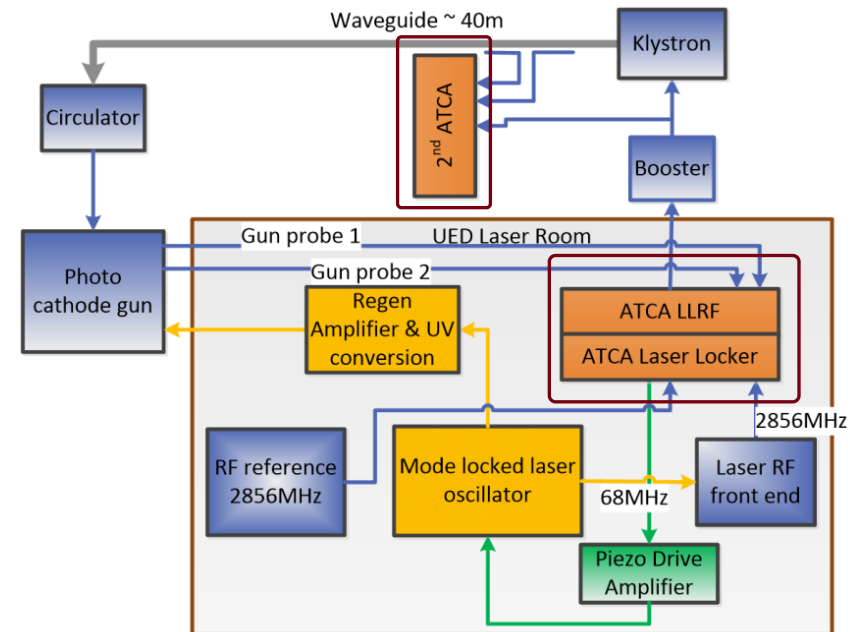 Waveguide ~ 40m
Klystron
Circulator
2nd ATCA
Booster
Gun probe 1
UED Laser Room
Gun probe 2
Photo
cathode gun
Regen
Amplifier & UV
conversion
ATCA LLRF
ATCA Laser Locker
2856MHz
RF reference
2856MHz
Mode locked laser
oscillator
68MHz
Laser RF
front end
Piezo Drive
Amplifier